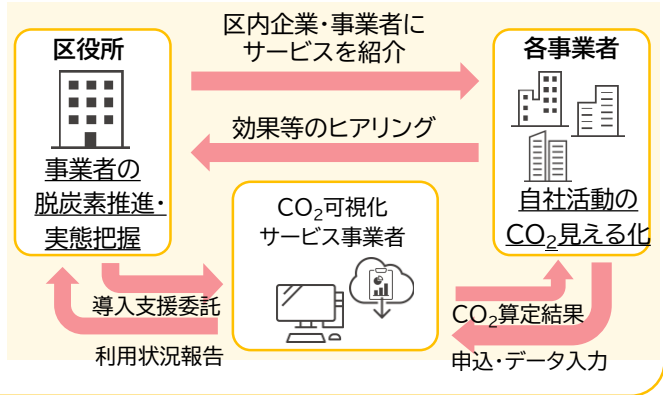 区内企業・事業者に
サービスを紹介
区役所
各事業者
効果等のヒアリング
事業者の
脱炭素推進・
実態把握
自社活動の
CO₂見える化
CO₂可視化
サービス事業者
導入支援委託
利用状況報告
CO₂算定結果
申込・データ入力